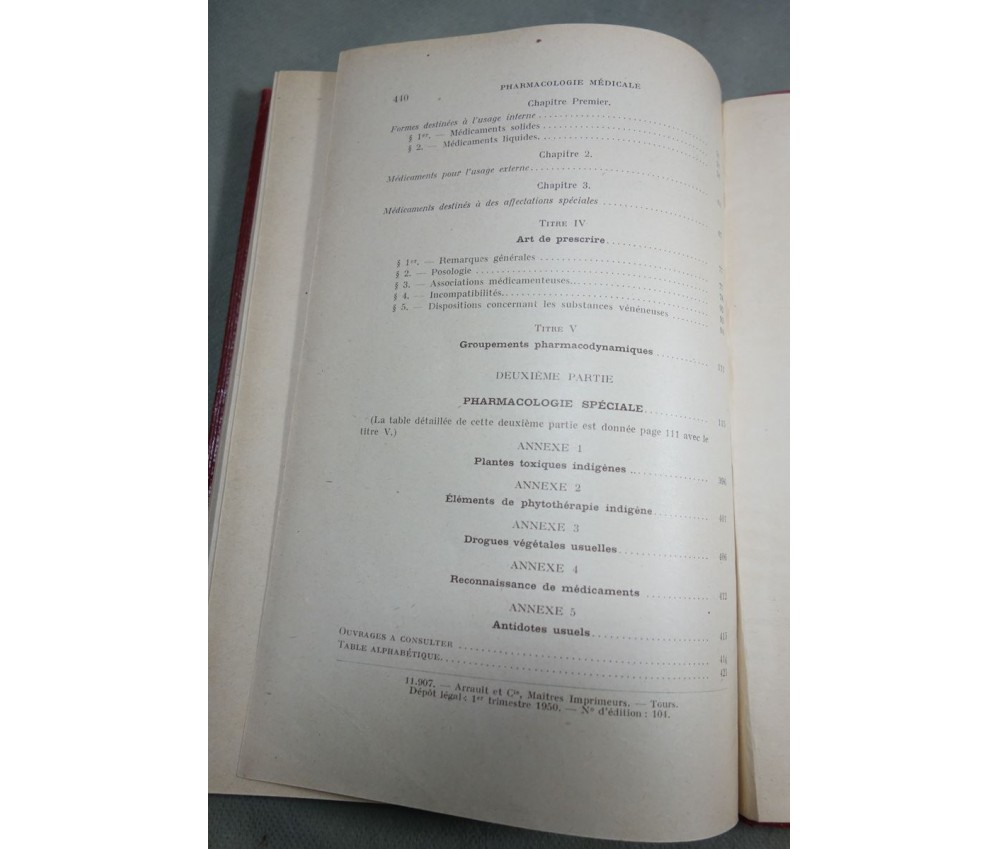 440
PHARMACOLOGIE MÉDICALE
Chapitre Premier.
Formes destinées à l'usage interne
§ 1er. — Médicaments solides
§ 2. — Médicaments liquides.
Chapitre 2.
Médicaments pour l'usage externe
Chapitre 3.
Médicaments destinés à des affectations spéciales
TITRE IV
Art de prescrire
§ 1er. — Remarques générales
§ 2. — Posologie
§ 3. — Associations médicamenteuses
§ 4. — Incompatibilités
§ 5. — Dispositions concernant les substances vénéneuses
TITRE V
Groupements pharmacodynamiques
DEUXIÈME PARTIE
PHARMACOLOGIE SPÉCIALE
(La table détaillée de cette deuxième partie est donnée page 111 avec le
titre V.)
ANNEXE 1
Plantes toxiques indigènes
ANNEXE 2
Éléments de phytothérapie indigène
ANNEXE 3
Drogues végétales usuelles
ANNEXE 4
Reconnaissance de médicaments
ANNEXE 5
Antidotes usuels
OUVRAGES A CONSULTER
TABLE ALPHABÉTIQUE
11.907. — Arrault et Cie, Maîtres Imprimeurs. — Tours.
Dépôt légal : 1er trimestre 1950. — N° d'édition : 104.